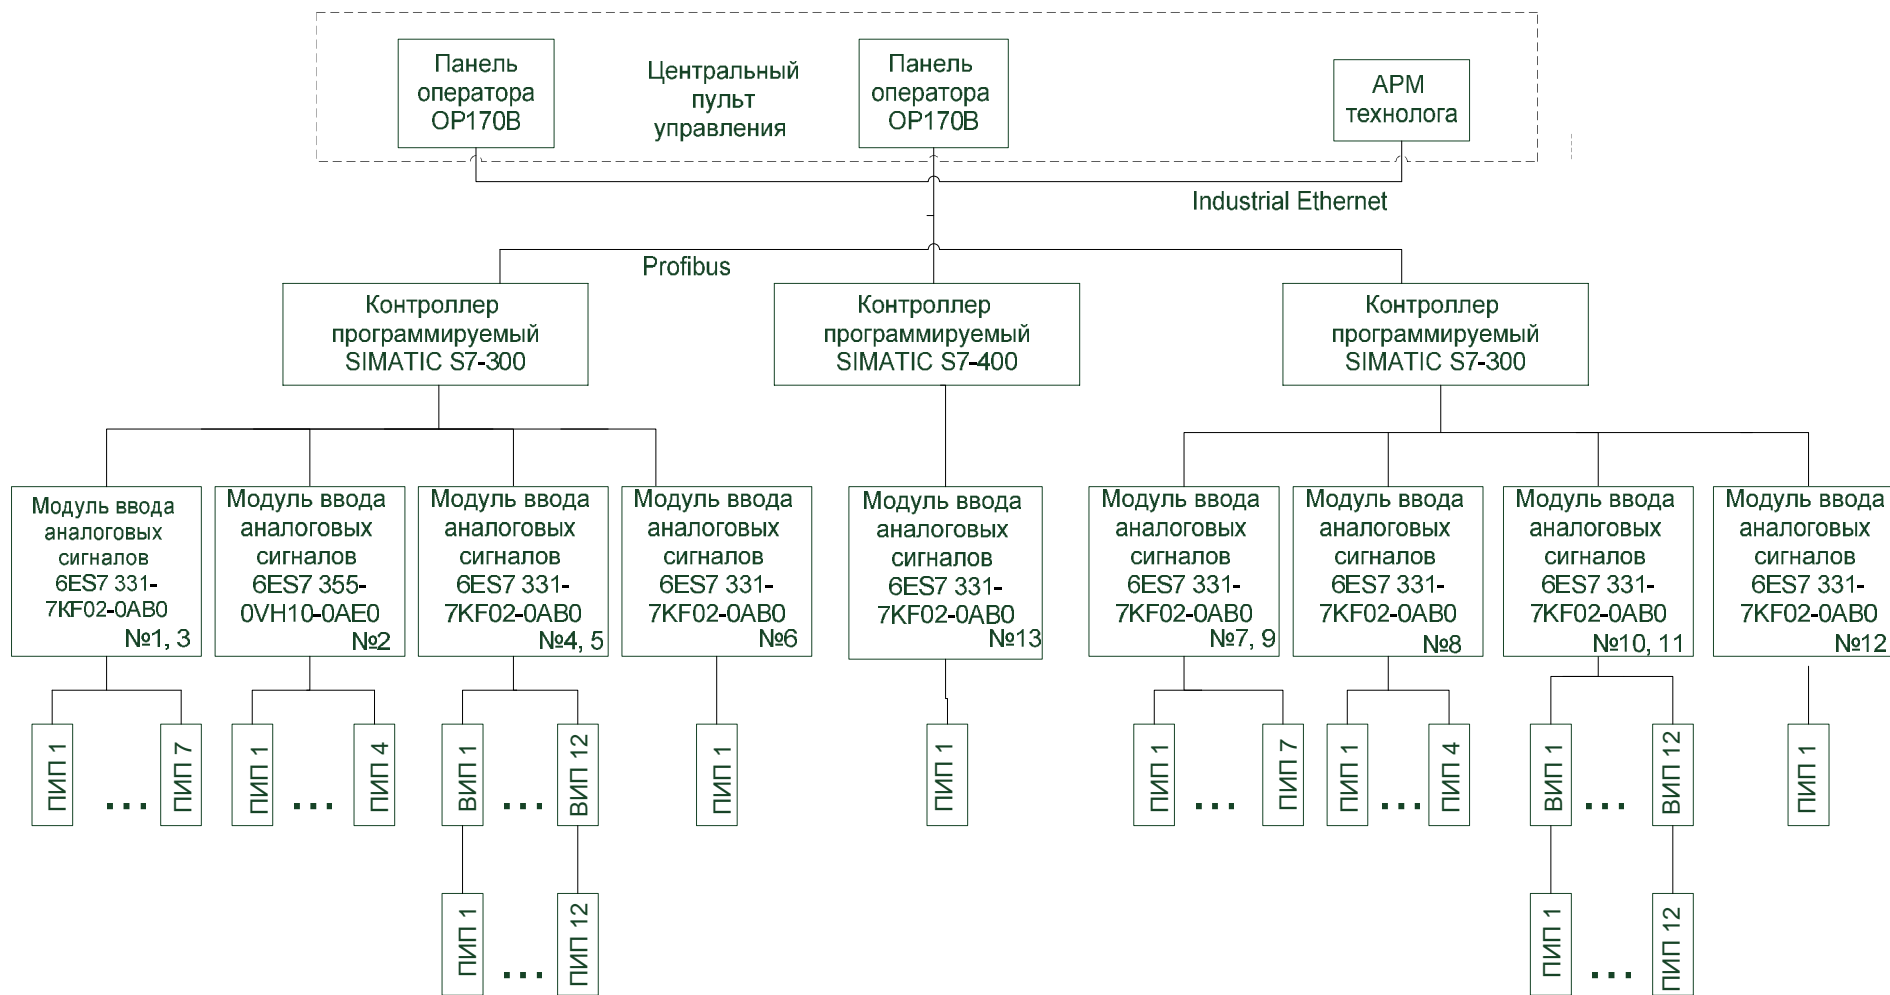 Панель
оператора
OP170B
Центральный
пульт
управления
Панель
оператора
OP170B
АРМ
технолога
Industrial Ethernet
Profibus
Контроллер
программируемый
SIMATIC S7-300
Контроллер
программируемый
SIMATIC S7-400
Контроллер
программируемый
SIMATIC S7-300
Модуль ввода
аналоговых
сигналов
6ES7 331-
7KF02-0AB0
№1, 3
Модуль ввода
аналоговых
сигналов
6ES7 355-
0VH10-0AE0
№2
Модуль ввода
аналоговых
сигналов
6ES7 331-
7KF02-0AB0
№4, 5
Модуль ввода
аналоговых
сигналов
6ES7 331-
7KF02-0AB0
№6
Модуль ввода
аналоговых
сигналов
6ES7 331-
7KF02-0AB0
№13
Модуль ввода
аналоговых
сигналов
6ES7 331-
7KF02-0AB0
№7, 9
Модуль ввода
аналоговых
сигналов
6ES7 331-
7KF02-0AB0
№8
Модуль ввода
аналоговых
сигналов
6ES7 331-
7KF02-0AB0
№10, 11
Модуль ввода
аналоговых
сигналов
6ES7 331-
7KF02-0AB0
№12
ПИП 1
...
ПИП 7
ПИП 1
...
ПИП 4
ВИП 1
...
ВИП 12
ПИП 1
ПИП 1
ПИП 1
...
ПИП 7
ПИП 1
...
ПИП 4
ВИП 1
...
ВИП 12
ПИП 1
ПИП 1
...
ПИП 12
ПИП 1
...
ПИП 12